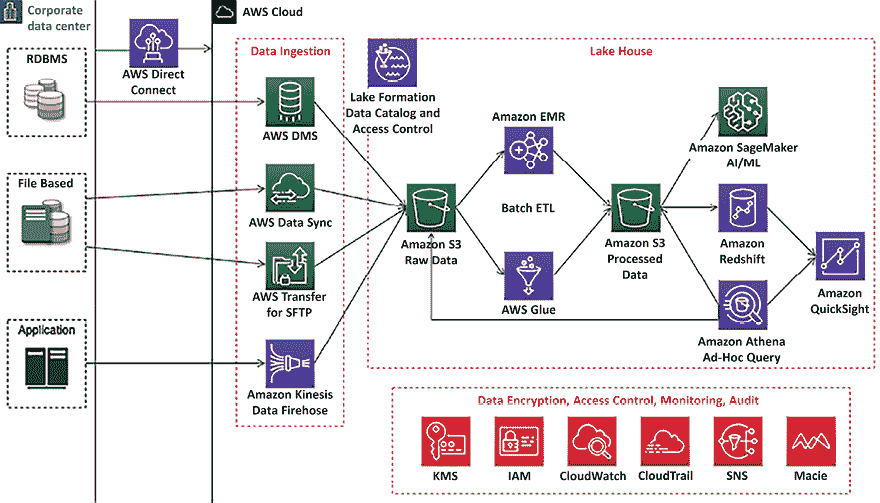 Corporate
data center
AWS Cloud
RDBMS
AWS Direct
Connect
Data Ingestion
Lake House
AWS DMS
Lake Formation
Data Catalog and
Access Control
Amazon EMR
Amazon SageMaker
AI/ML
File Based
AWS Data Sync
Amazon S3
Raw Data
Batch ETL
Amazon S3
Processed
Data
Amazon
Redshift
AWS Transfer
for SFTP
AWS Glue
Amazon
QuickSight
Application
Amazon Athena
Ad-Hoc Query
Amazon Kinesis
Data Firehose
Data Encryption, Access Control, Monitoring, Audit
KMS
IAM
CloudWatch
CloudTrail
SNS
Macie